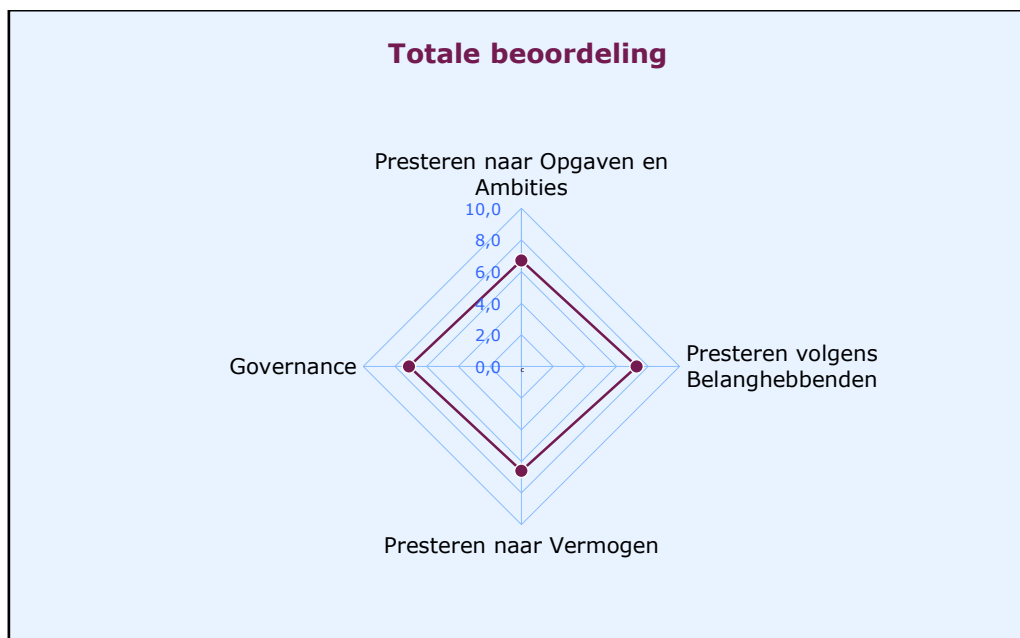 Totale beoordeling
Presteren naar Opgaven en
Ambities
10,0
8,0
6,0
4,0
2,0
0,0
Governance
Presteren volgens
Belanghebbenden
c
Presteren naar Vermogen